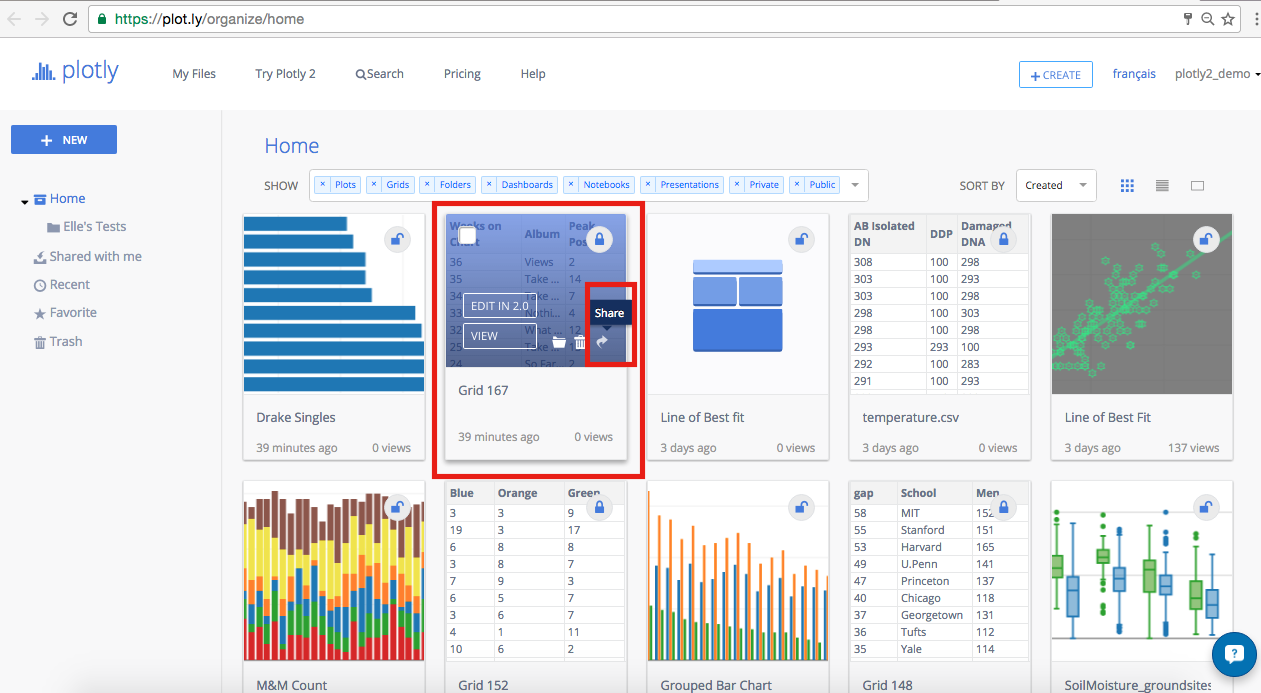 https://plot.ly/organize/home
plotly
My Files
Try Plotly 2
Search
Pricing
Help
+ CREATE
français
plotly2_demo
+ NEW
Home
Elle's Tests
Shared with me
Recent
Favorite
Trash
Home
SHOW
× Plots
× Grids
× Folders
× Dashboards
× Notebooks
× Presentations
× Private
× Public
SORT BY
Created
Drake Singles
39 minutes ago 0 views
Weeks on Chart Album Peak
36 Views 2
35 Take ... 14
34 Take ... 7
33 4
32 What ... 12
25 Take
24 So Far 2
EDIT IN 2.0
VIEW
Share
Grid 167
39 minutes ago 0 views
Line of Best fit
3 days ago 0 views
AB Isolated DN DDP Damaged DNA
308 100 298
303 100 293
303 100 298
298 100 303
298 100 298
293 293 100
292 100 283
291 100 293
temperature.csv
3 days ago 0 views
Line of Best Fit
3 days ago 137 views
M&M Count
Blue Orange Green
3 3 9
19 3 17
6 8 8
3 8 7
7 9 3
6 5 7
3 6 7
4 1 11
10 6 2
Grid 152
Grouped Bar Chart
gap School Men
58 MIT 152
55 Stanford 151
53 Harvard 165
49 U.Penn 141
47 Princeton 137
40 Chicago 118
37 Georgetown 131
36 Tufts 112
35 Yale 114
Grid 148
SoilMoisture_groundsites
?